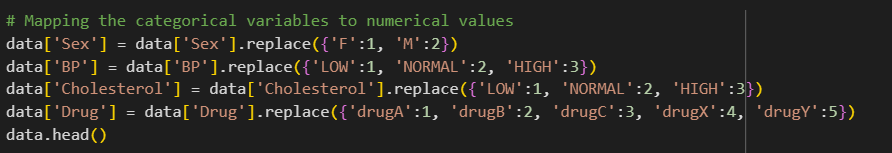 # Mapping the categorical variables to numerical values
data['Sex'] = data['Sex'].replace({'F':1, 'M':2})
data['BP'] = data['BP'].replace({'LOW':1, 'NORMAL':2, 'HIGH':3})
data['Cholesterol'] = data['Cholesterol'].replace({'LOW':1, 'NORMAL':2, 'HIGH':3})
data['Drug'] = data['Drug'].replace({'drugA':1, 'drugB':2, 'drugC':3, 'drugX':4, 'drugY':5})
data.head()